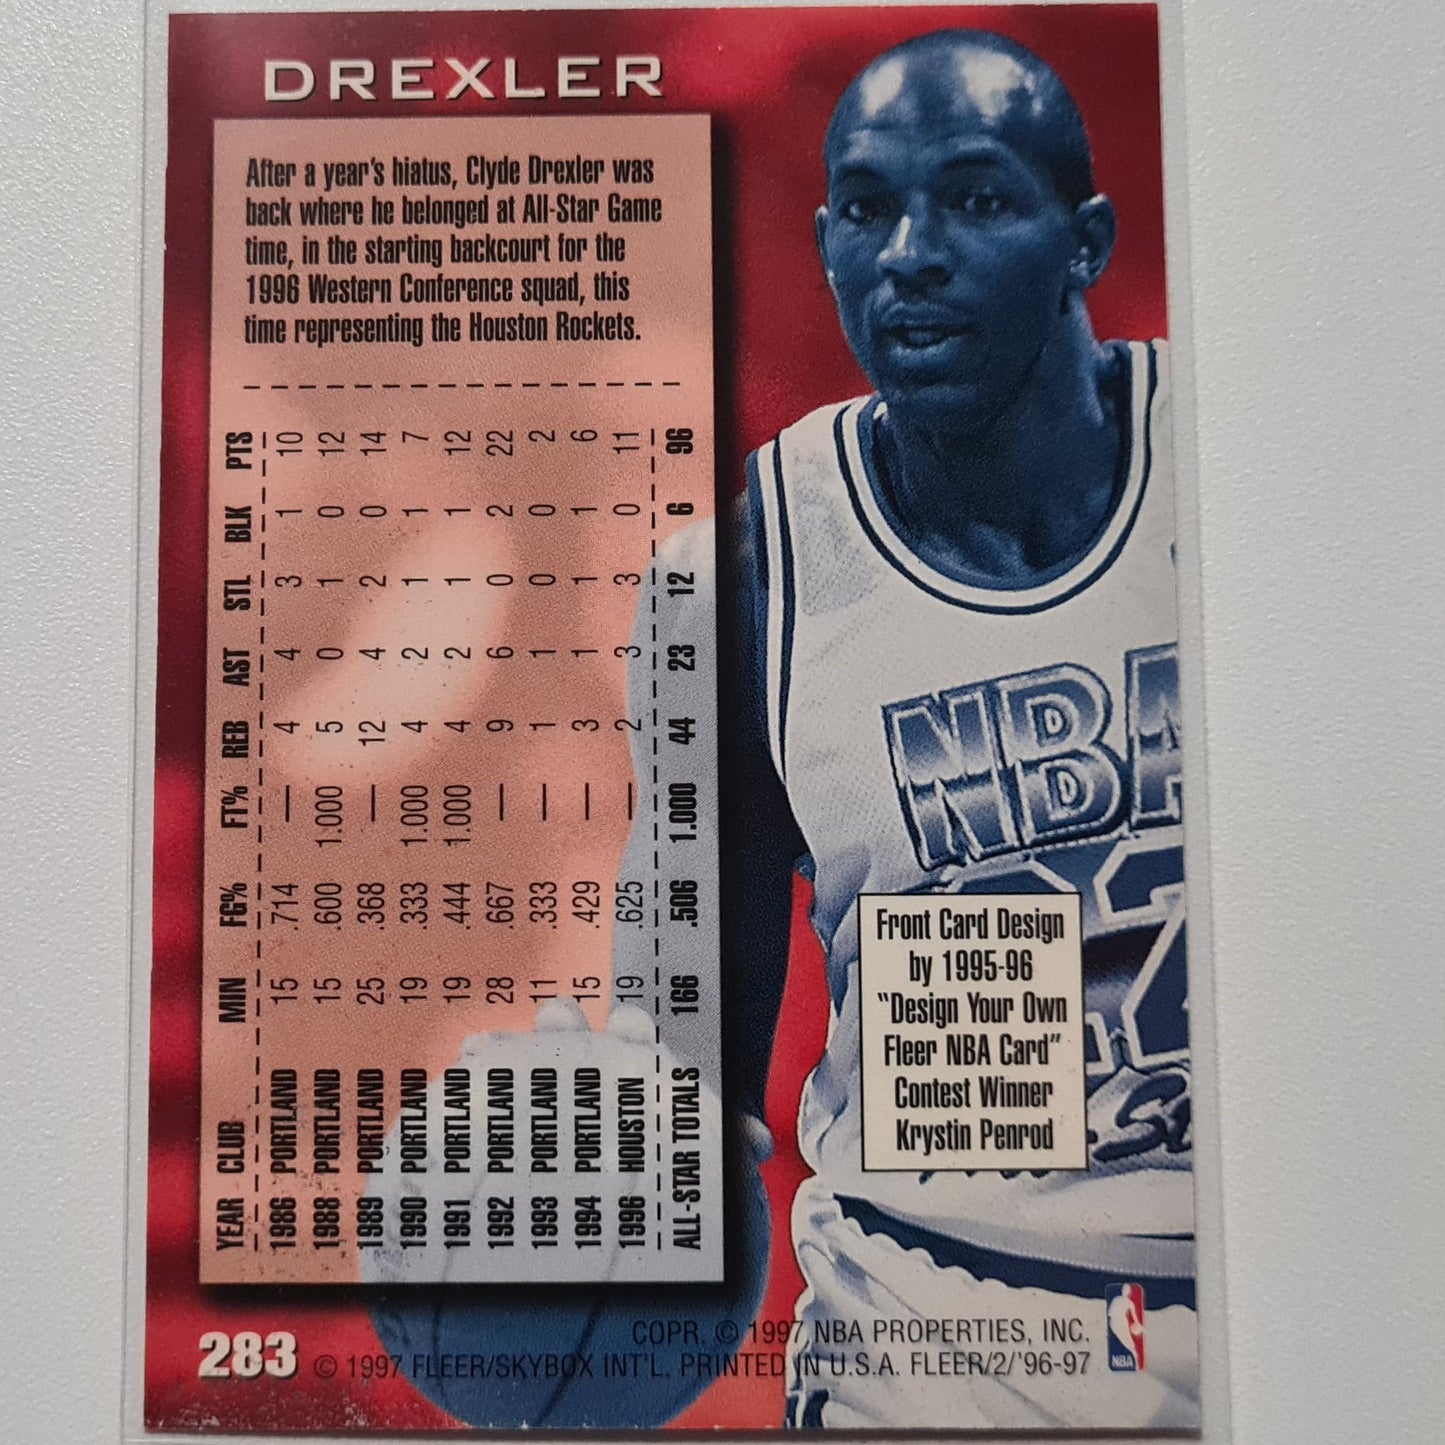 DREXLER
After a year's hiatus, Clyde Drexler was
back where he belonged at All-Star Game
time, in the starting backcourt for the
1996 Western Conference squad, this
time representing the Houston Rockets.
YEAR CLUB MIN FG% FT% REB AST STL BLK PTS
1986 PORTLAND 15 .714 — 4 4 3 1 10
1988 PORTLAND 15 .600 1.000 5 0 1 0 12
1989 PORTLAND 25 .368 — 12 4 2 0 14
1990 PORTLAND 19 .333 1.000 4 2 1 1 7
1991 PORTLAND 19 .444 1.000 4 2 1 1 12
1992 PORTLAND 28 .667 — 9 6 0 2 22
1993 PORTLAND 11 .333 — 1 1 0 0 2
1994 PORTLAND 15 .429 — 3 1 1 1 6
1996 HOUSTON 19 .625 — 2 3 3 0 11
ALL-STAR TOTALS 166 .506 1.000 44 23 12 6 96
NBA
Front Card Design
by 1995-96
"Design Your Own
Fleer NBA Card"
Contest Winner
Krystin Penrod
283
COPR. © 1997 NBA PROPERTIES, INC.
© 1997 FLEER/SKYBOX INT'L. PRINTED IN U.S.A. FLEER/2/'96-97
NBA